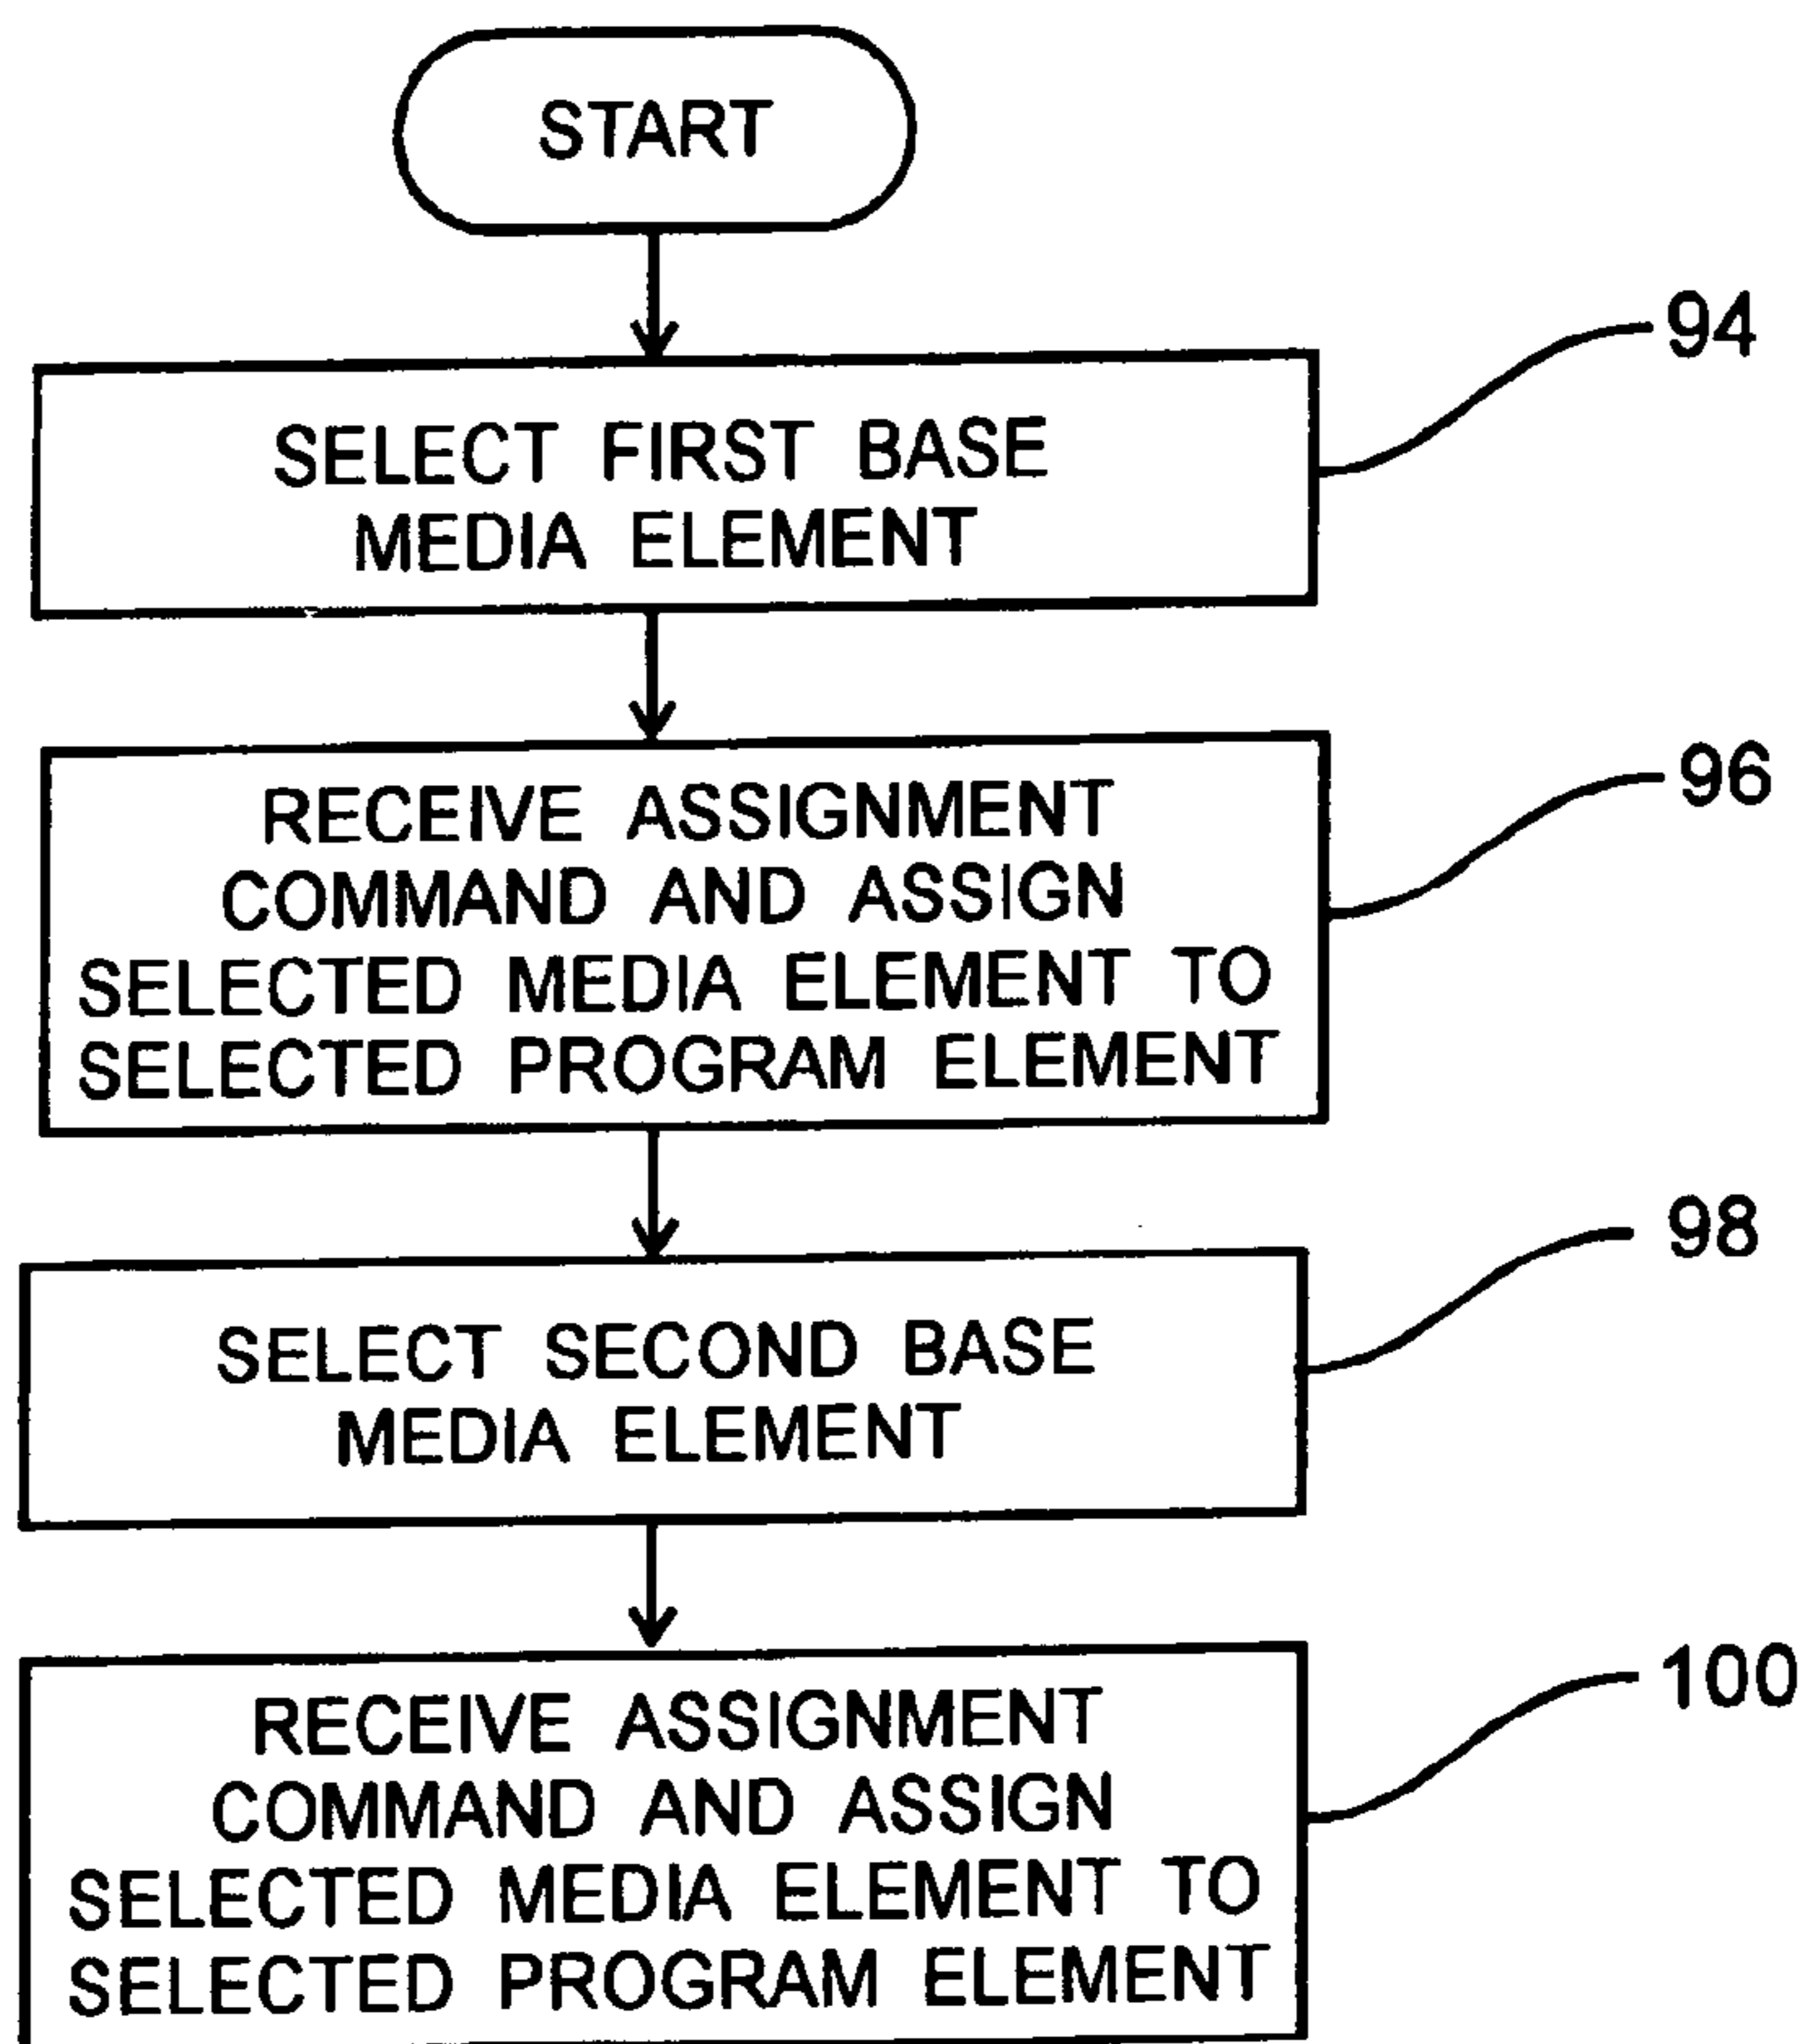 START
94
SELECT FIRST BASE
MEDIA ELEMENT
96
RECEIVE ASSIGNMENT
COMMAND AND ASSIGN
SELECTED MEDIA ELEMENT TO
SELECTED PROGRAM ELEMENT
98
SELECT SECOND BASE
MEDIA ELEMENT
100
RECEIVE ASSIGNMENT
COMMAND AND ASSIGN
SELECTED MEDIA ELEMENT TO
SELECTED PROGRAM ELEMENT